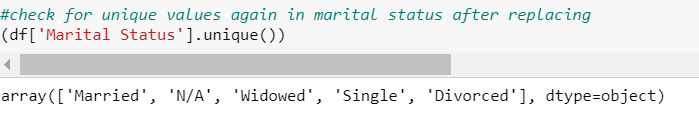 #check for unique values again in marital status after replacing
(df['Marital Status'].unique())
array(['Married', 'N/A', 'Widowed', 'Single', 'Divorced'], dtype=object)